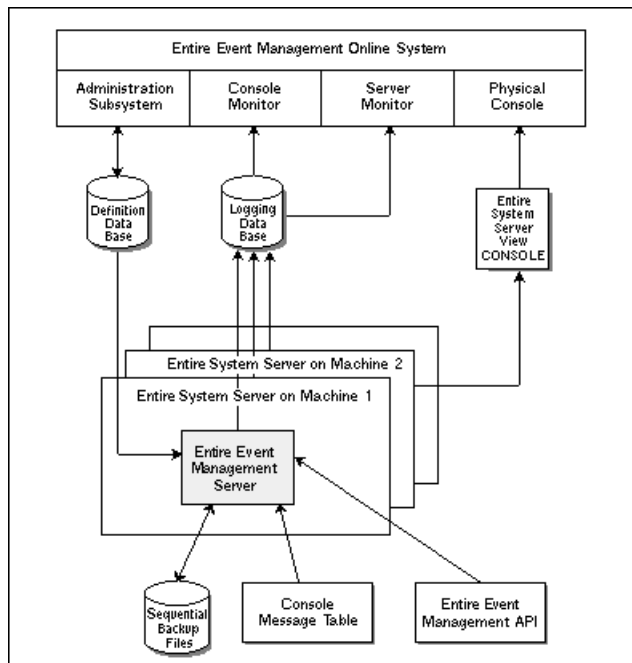 Entire Event Management Online System
Administration
Subsystem
Console
Monitor
Server
Monitor
Physical
Console
Definition
Data
Base
Logging
Data
Base
Entire
System
Server
View
CONSOLE
Entire System Server on Machine 2
Entire System Server on Machine 1
Entire Event
Management
Server
Sequential
Backup
Files
Console
Message Table
Entire Event
Management API